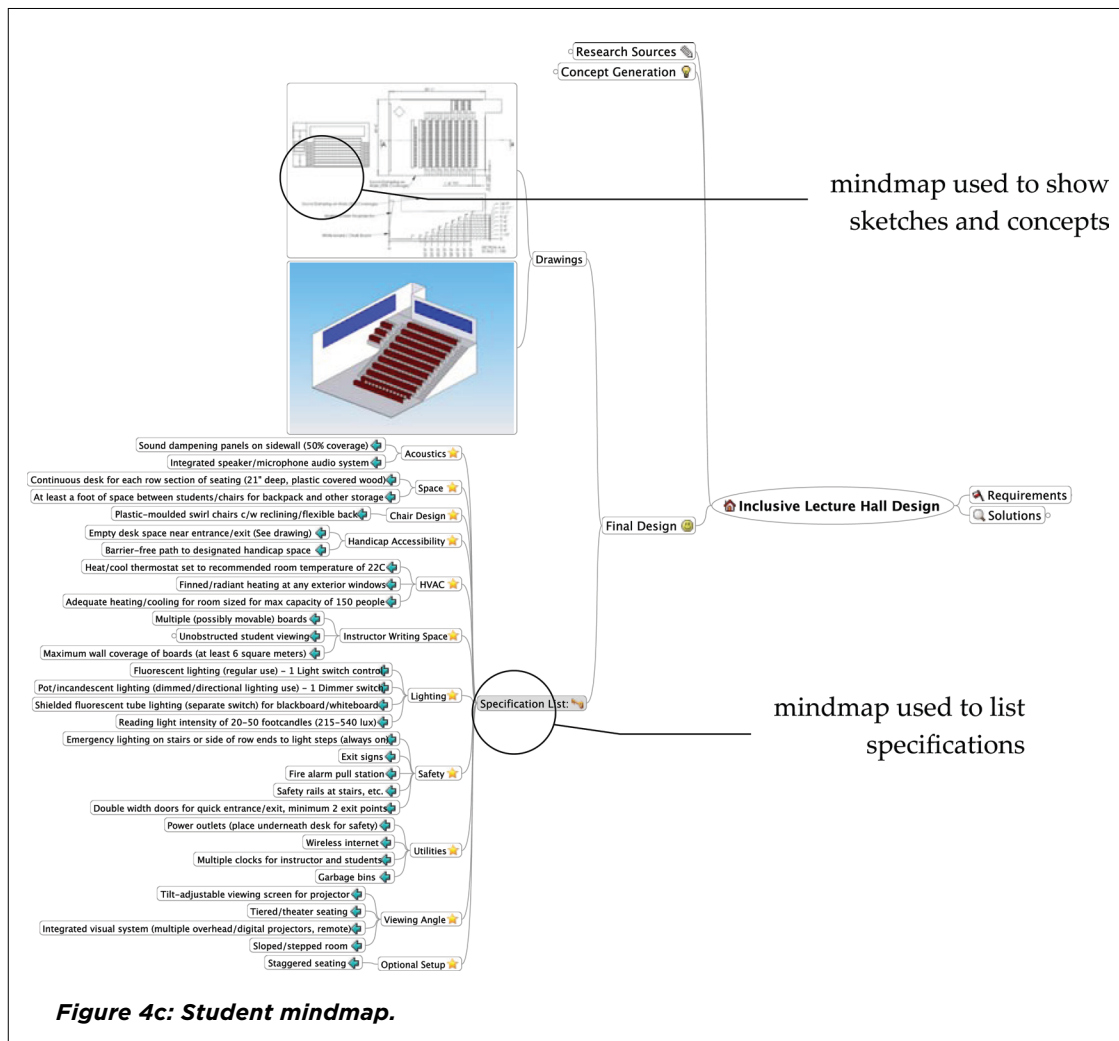 Research Sources
Concept Generation
mindmap used to show
sketches and concepts
Drawings
Sound dampening panels on sidewall (50% coverage)
Integrated speaker/microphone audio system
Acoustics
Continuous desk for each row section of seating (21" deep, plastic covered wood)
At least a foot of space between students/chairs for backpack and other storage
Space
Plastic-moulded swirl chairs c/w reclining/flexible back
Chair Design
Empty desk space near entrance/exit (See drawing)
Barrier-free path to designated handicap space
Handicap Accessibility
Heat/cool thermostat set to recommended room temperature of 22C
Finned/radiant heating at any exterior windows
Adequate heating/cooling for room sized for max capacity of 150 people
HVAC
Multiple (possibly movable) boards
Unobstructed student viewing
Maximum wall coverage of boards (at least 6 square meters)
Instructor Writing Space
Fluorescent lighting (regular use) - 1 Light switch control
Pot/incandescent lighting (dimmed/directional lighting use) - 1 Dimmer switch
Shielded fluorescent tube lighting (separate switch) for blackboard/whiteboard
Reading light intensity of 20-50 footcandles (215-540 lux)
Lighting
Emergency lighting on stairs or side of row ends to light steps (always on)
Exit signs
Fire alarm pull station
Safety rails at stairs, etc.
Double width doors for quick entrance/exit, minimum 2 exit points
Safety
Power outlets (place underneath desk for safety)
Wireless internet
Multiple clocks for instructor and students
Garbage bins
Utilities
Tilt-adjustable viewing screen for projector
Tiered/theater seating
Integrated visual system (multiple overhead/digital projectors, remote)
Sloped/stepped room
Viewing Angle
Staggered seating
Optional Setup
Specification List:
Final Design
Inclusive Lecture Hall Design
Requirements
Solutions
mindmap used to list
specifications
Figure 4c: Student mindmap.